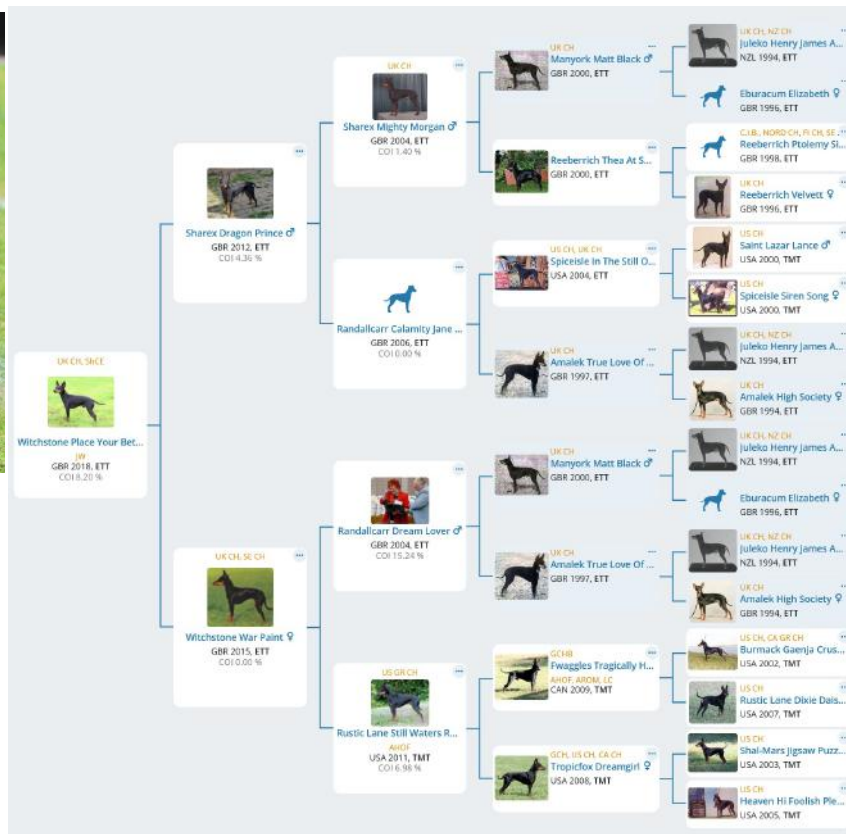 UK CH, ShCE
Witchstone Place Your Bet...
JW
GBR 2018, ETT
COI 8.20 %
Sharex Dragon Prince ♂
GBR 2012, ETT
COI 4.36 %
UK CH, SE CH
Witchstone War Paint ♀
GBR 2015, ETT
COI 0.00 %
UK CH
Sharex Mighty Morgan ♂
GBR 2004, ETT
COI 1.40 %
Randallcarr Calamity Jane ...
GBR 2006, ETT
COI 0.00 %
Randallcarr Dream Lover ♂
GBR 2004, ETT
COI 15.24 %
US GR CH
Rustic Lane Still Waters R...
AHOF
USA 2011, TMT
COI 6.98 %
UK CH
Manyork Matt Black ♂
GBR 2000, ETT
Reeberrich Thea At S...
GBR 2000, ETT
US CH, UK CH
Spiceisle In The Still O...
USA 2004, ETT
UK CH
Amalek True Love Of ...
GBR 1997, ETT
UK CH
Manyork Matt Black ♂
GBR 2000, ETT
UK CH
Amalek True Love Of ...
GBR 1997, ETT
GCHB
Fwaggles Tragically H...
AHOF, AROM, LC
CAN 2009, TMT
GCH, US CH, CA CH
Tropicfox Dreamgirl ♀
USA 2008, TMT
UK CH, NZ CH
Juleko Henry James A...
NZL 1994, ETT
Eburacum Elizabeth ♀
GBR 1996, ETT
C.I.B., NORD CH, FI CH, SE ...
Reeberrich Ptolemy Si...
GBR 1998, ETT
UK CH
Reeberrich Velvett ♀
GBR 1996, ETT
US CH
Saint Lazar Lance ♂
USA 2000, TMT
US CH
Spiceisle Siren Song ♀
USA 2000, TMT
UK CH, NZ CH
Juleko Henry James A...
NZL 1994, ETT
UK CH
Amalek High Society ♀
GBR 1994, ETT
UK CH, NZ CH
Juleko Henry James A...
NZL 1994, ETT
Eburacum Elizabeth ♀
GBR 1996, ETT
UK CH, NZ CH
Juleko Henry James A...
NZL 1994, ETT
UK CH
Amalek High Society ♀
GBR 1994, ETT
US CH, CA GR CH
Burmack Gaenja Crus...
USA 2002, TMT
US CH
Rustic Lane Dixie Dais...
USA 2007, TMT
US CH
Shal-Mars Jigsaw Puzz...
USA 2003, TMT
US CH
Heaven Hi Foolish Ple...
USA 2005, TMT